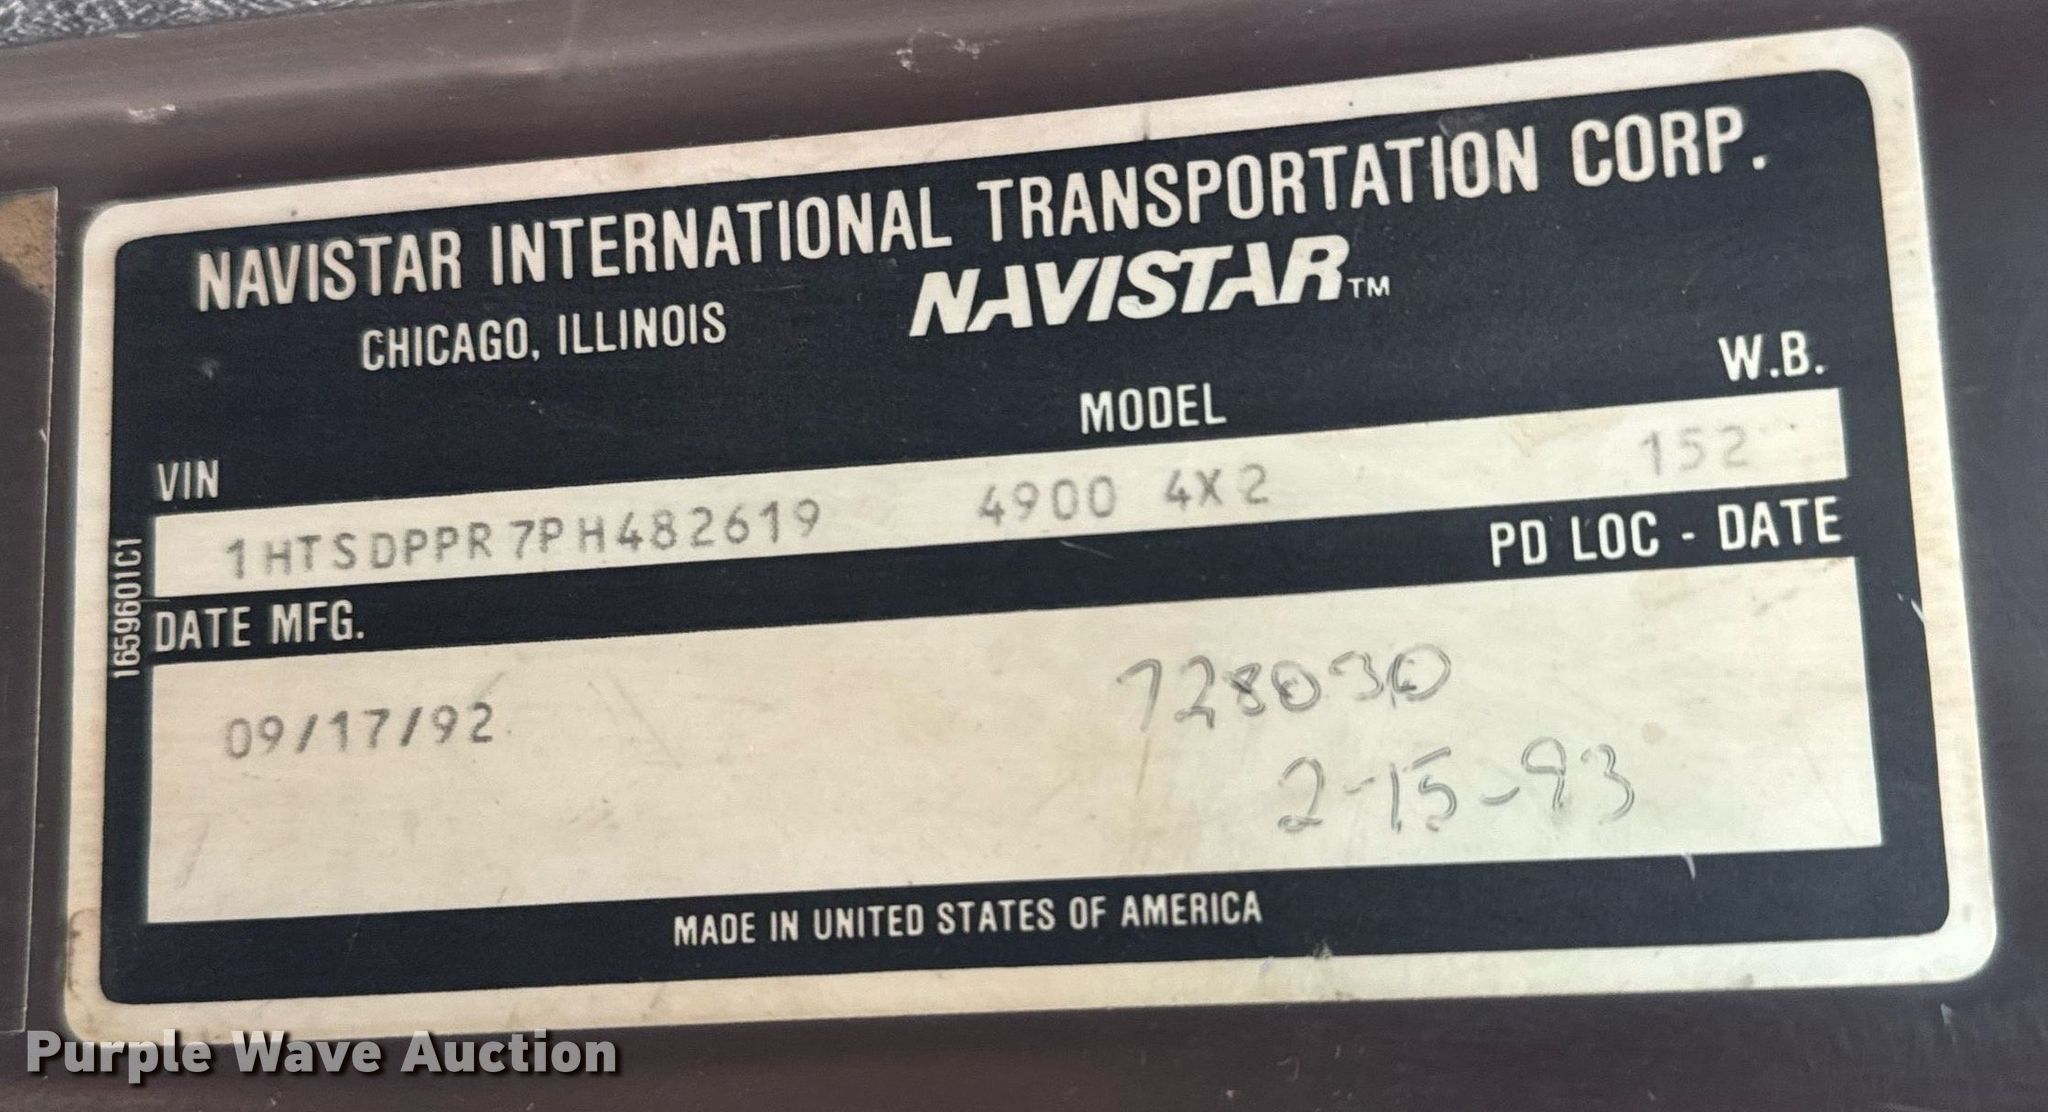 NAVISTAR INTERNATIONAL TRANSPORTATION CORP.
CHICAGO, ILLINOIS NAVISTAR™
VIN MODEL W.B.
1HTSDPPR7PH482619 4900 4X2 152
DATE MFG. PD LOC - DATE
09/17/92 728030
2-15-93
MADE IN UNITED STATES OF AMERICA
1659601C1
Purple Wave Auction